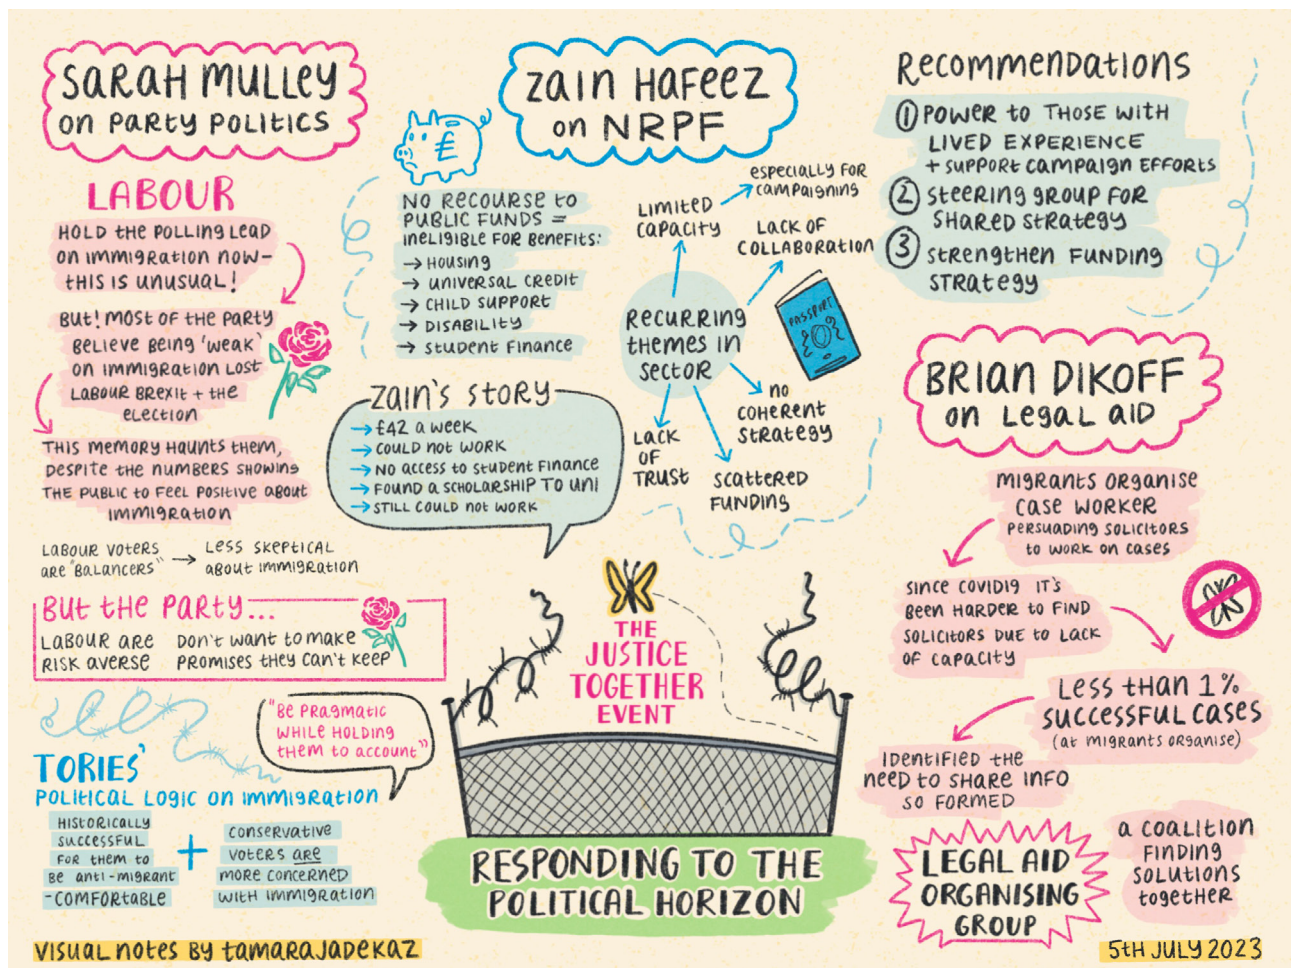 SARAH MULLEY
ON PARTY POLITICS
LABOUR
HOLD THE POLLING LEAD
ON IMMIGRATION NOW-
THIS IS UNUSUAL!
BUT! MOST OF THE PARTY
BELIEVE BEING 'WEAK'
ON IMMIGRATION LOST
LABOUR BREXIT + THE
ELECTION
THIS MEMORY HAUNTS THEM,
DESPITE THE NUMBERS SHOWING
THE PUBLIC TO FEEL POSITIVE ABOUT
IMMIGRATION
LABOUR VOTERS
ARE "BALANCERS"
→ LESS SKEPTICAL
ABOUT IMMIGRATION
BUT THE PARTY...
LABOUR ARE
RISK AVERSE
DON'T WANT TO MAKE
PROMISES THEY CAN'T KEEP
"BE PRAGMATIC
WHILE HOLDING
THEM TO ACCOUNT"
TORIES'
POLITICAL LOGIC ON IMMIGRATION
HISTORICALLY
SUCCESSFUL
FOR THEM TO
BE ANTI-MIGRANT
-COMFORTABLE
+
CONSERVATIVE
VOTERS ARE
MORE CONCERNED
WITH IMMIGRATION
VISUAL NOTES BY TAMARAJADEKAZ
ZAIN HAFEEZ
ON NRPF
£
NO RECOURSE TO
PUBLIC FUNDS =
INELIGIBLE FOR BENEFITS:
→ HOUSING
→ UNIVERSAL CREDIT
→ CHILD SUPPORT
→ DISABILITY
→ STUDENT FINANCE
ZAIN'S STORY
→ £42 A WEEK
→ COULD NOT WORK
→ NO ACCESS TO STUDENT FINANCE
→ FOUND A SCHOLARSHIP TO UNI
→ STILL COULD NOT WORK
RECURRING
THEMES IN
SECTOR
LIMITED
CAPACITY
ESPECIALLY FOR
CAMPAIGNING
LACK OF
COLLABORATION
PASSPORT
NO
COHERENT
STRATEGY
SCATTERED
FUNDING
LACK
OF
TRUST
THE
JUSTICE
TOGETHER
EVENT
RESPONDING TO THE
POLITICAL HORIZON
RECOMMENDATIONS
1 POWER TO THOSE WITH
LIVED EXPERIENCE
+ SUPPORT CAMPAIGN EFFORTS
2 STEERING GROUP FOR
SHARED STRATEGY
3 STRENGTHEN FUNDING
STRATEGY
BRIAN DIKOFF
ON LEGAL AID
MIGRANTS ORGANISE
CASE WORKER
PERSUADING SOLICITORS
TO WORK ON CASES
SINCE COVID19 IT'S
BEEN HARDER TO FIND
SOLICITORS DUE TO LACK
OF CAPACITY
LESS THAN 1%
SUCCESSFUL CASES
(AT MIGRANTS ORGANISE)
IDENTIFIED THE
NEED TO SHARE INFO
SO FORMED
LEGAL AID
ORGANISING
GROUP
A COALITION
FINDING
SOLUTIONS
TOGETHER
5TH JULY 2023